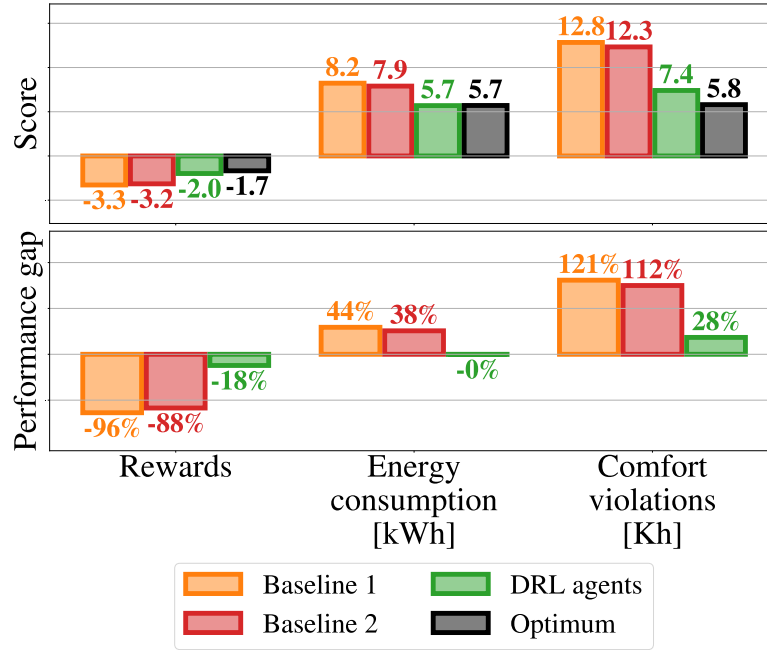 Score
-3.3 -3.2 -2.0 -1.7
8.2 7.9 5.7 5.7
12.8 12.3 7.4 5.8
Performance gap
-96% -88% -18%
44% 38% -0%
121% 112% 28%
Rewards
Energy
consumption
[kWh]
Comfort
violations
[Kh]
Baseline 1
Baseline 2
DRL agents
Optimum